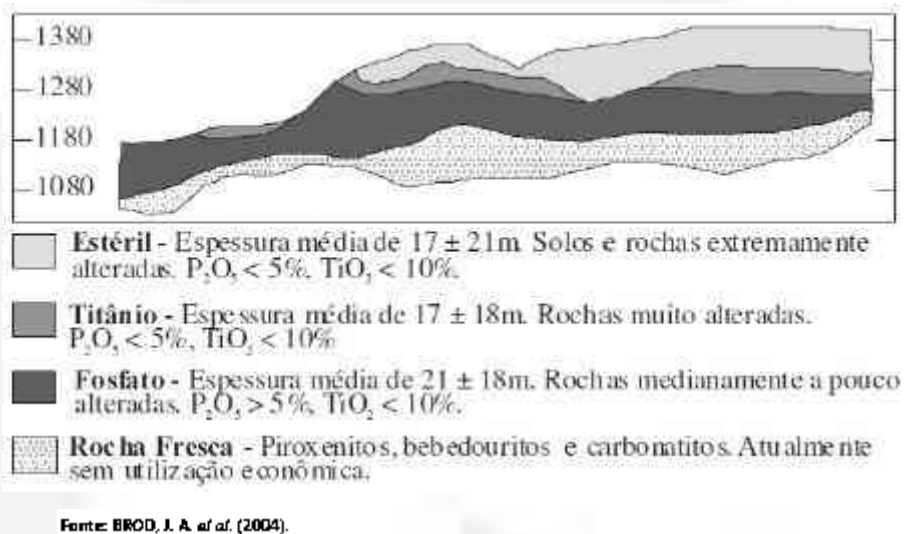 1380
1280
1180
1080
Estéril - Espessura média de 17 ± 21m. Solos e rochas extremamente
alteradas. P₂O₅ < 5%, TiO₂ < 10%.
Titânio - Espessura média de 17 ± 18m. Rochas muito alteradas.
P₂O₅ < 5%, TiO₂ < 10%
Fosfato - Espessura média de 21 ± 18m. Rochas medianamente a pouco
alteradas. P₂O₅ > 5%, TiO₂ < 10%.
Rocha Fresca - Piroxenitos, bebedouritos e carbonatitos. Atualmente
sem utilização econômica.
Fonte: BROD, J. A. et al. (2004).